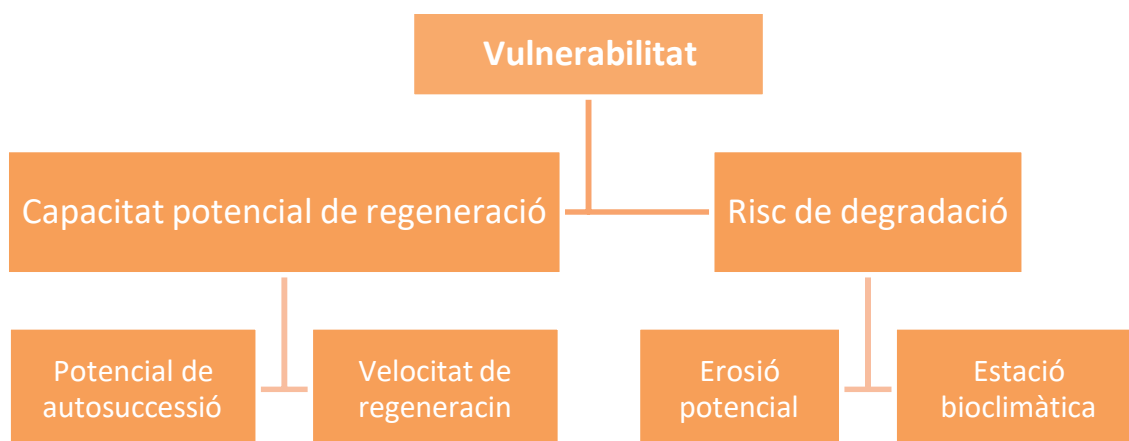 Vulnerabilitat
Capacitat potencial de regeneració
Risc de degradació
Potencial de
autosuccessió
Velocitat de
regeneracin
Erosió
potencial
Estació
bioclimàtica